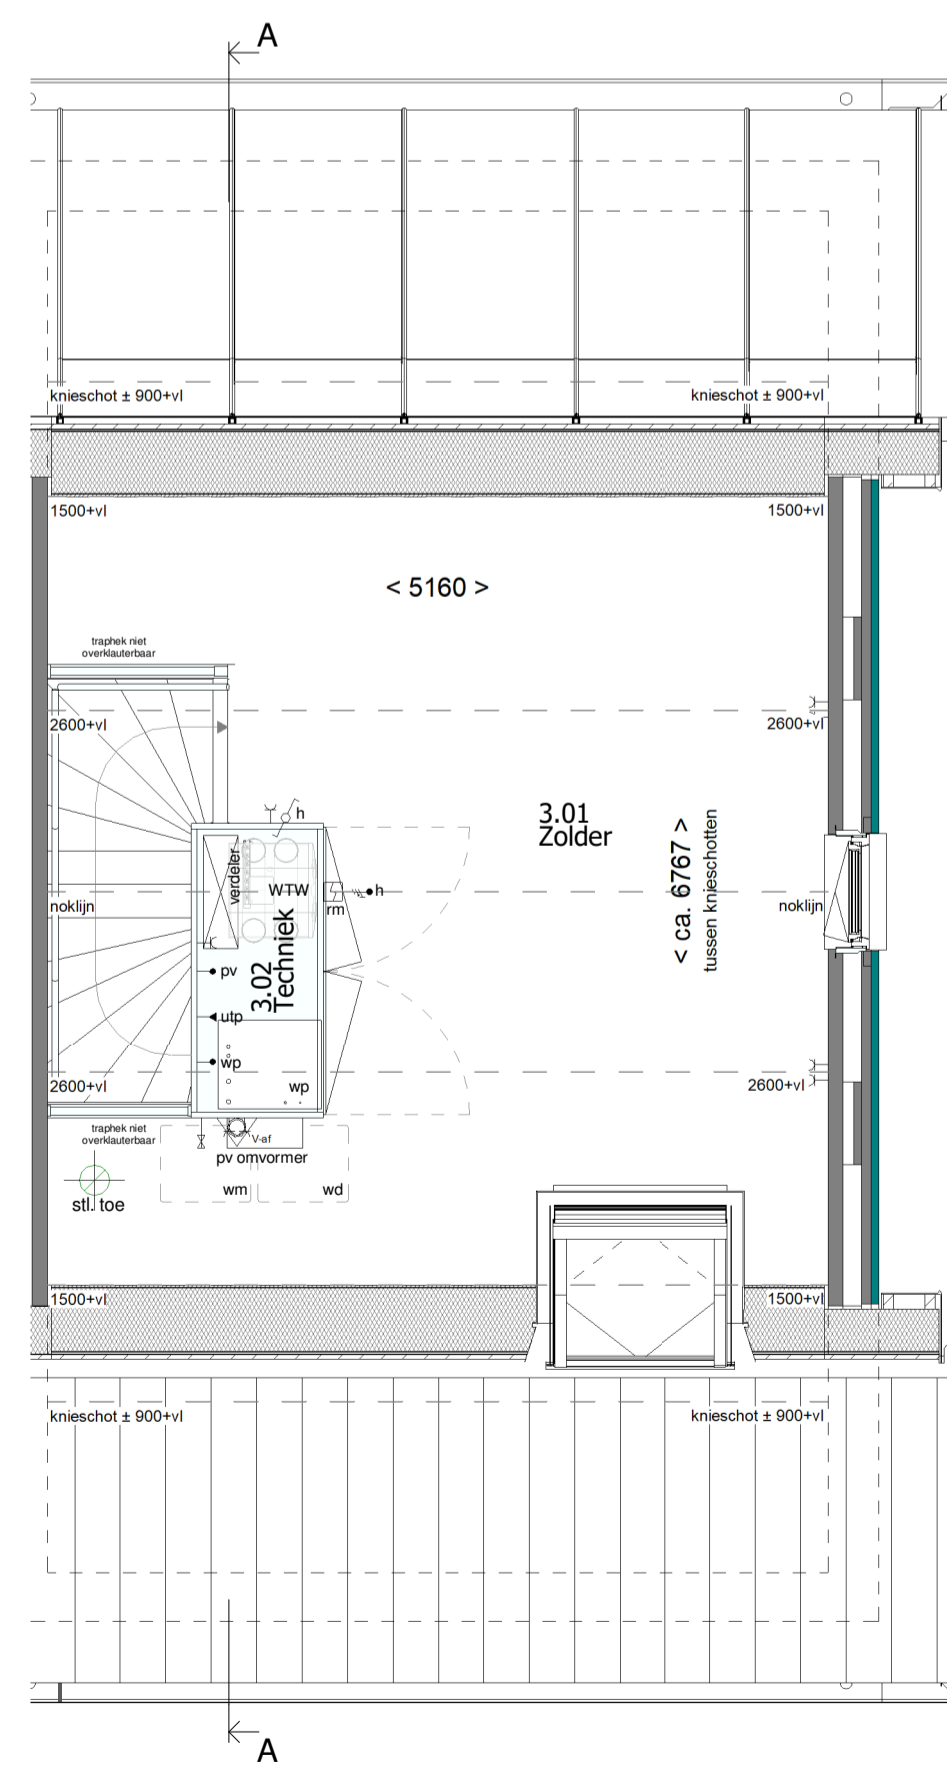 A
knieschot ± 900+vl
knieschot ± 900+vl
1500+vl
1500+vl
< 5160 >
traphek niet
overklauterbaar
2600+vl
2600+vl
3.01
Zolder
< ca. 6767 >
tussen knieschotten
h
verdeler
WTW
h
rm
noklijn
noklijn
3.02
Techniek
pv
utp
wp
wp
2600+vl
2600+vl
traphek niet
overklauterbaar
V-af
pv omvormer
wm
wd
stl. toe
1500+vl
1500+vl
knieschot ± 900+vl
knieschot ± 900+vl
A